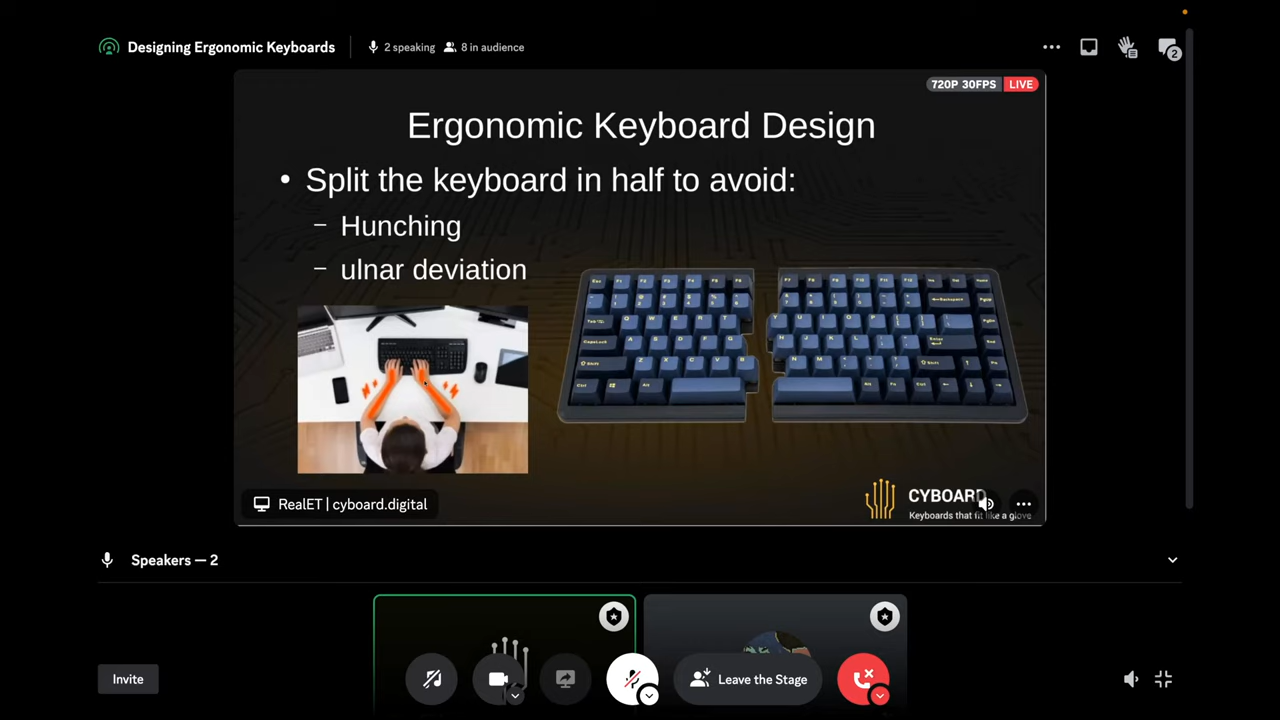 Designing Ergonomic Keyboards
2 speaking
8 in audience
2
720P 30FPS
LIVE
Ergonomic Keyboard Design
• Split the keyboard in half to avoid:
– Hunching
– ulnar deviation
RealET | cyboard.digital
CYBOARD
Keyboards that fit like a glove
Speakers — 2
Invite
Leave the Stage